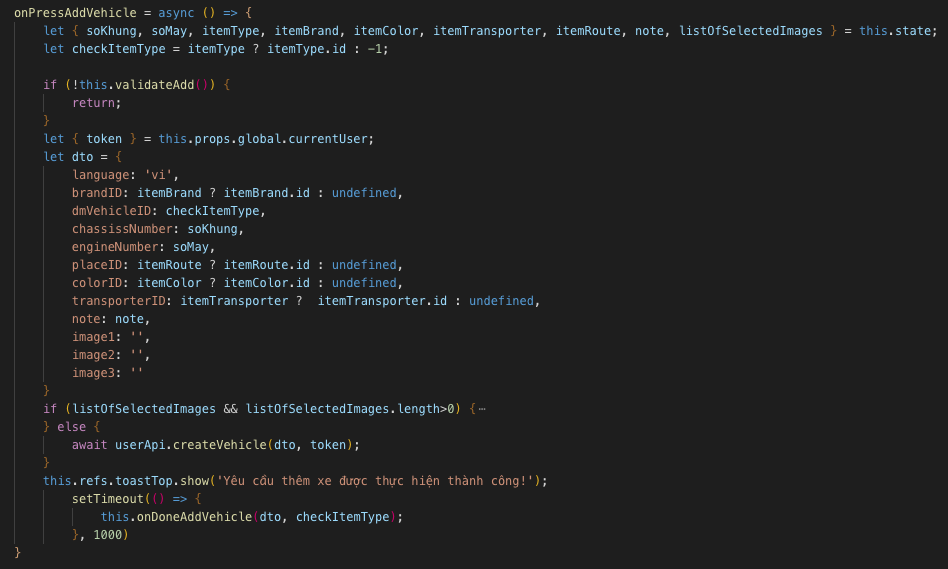 onPressAddVehicle = async () => {
let { soKhung, soMay, itemType, itemBrand, itemColor, itemTransporter, itemRoute, note, listOfSelectedImages } = this.state;
let checkItemType = itemType ? itemType.id : -1;
if (!this.validateAdd()) {
return;
}
let { token } = this.props.global.currentUser;
let dto = {
language: 'vi',
brandID: itemBrand ? itemBrand.id : undefined,
dmVehicleID: checkItemType,
chassissNumber: soKhung,
engineNumber: soMay,
placeID: itemRoute ? itemRoute.id : undefined,
colorID: itemColor ? itemColor.id : undefined,
transporterID: itemTransporter ?  itemTransporter.id : undefined,
note: note,
image1: '',
image2: '',
image3: ''
}
if (listOfSelectedImages && listOfSelectedImages.length>0) {⋯
} else {
await userApi.createVehicle(dto, token);
}
this.refs.toastTop.show('Yêu cầu thêm xe được thực hiện thành công!');
setTimeout(() => {
this.onDoneAddVehicle(dto, checkItemType);
}, 1000)
}